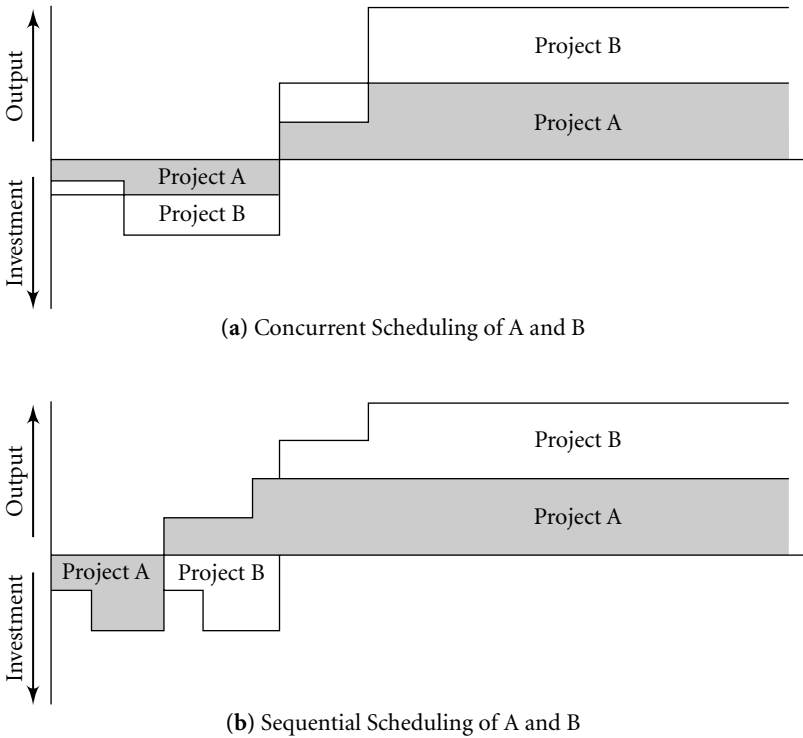 Output
Investment
Project B
Project A
Project A
Project B
(a) Concurrent Scheduling of A and B
Output
Investment
Project B
Project A
Project A
Project B
(b) Sequential Scheduling of A and B